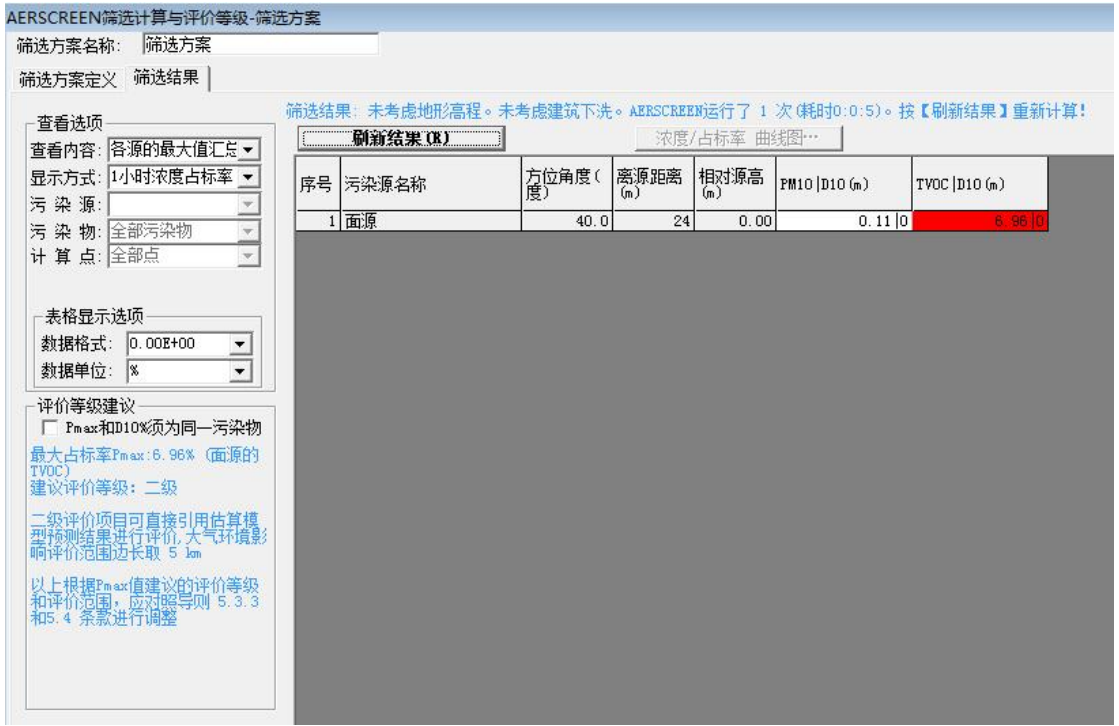 AERSCREEN筛选计算与评价等级-筛选方案
筛选方案名称: 筛选方案
筛选方案定义 筛选结果
筛选结果: 未考虑地形高程。未考虑建筑下洗。AERSCREEN运行了 1 次(耗时0:0:5)。按【刷新结果】重新计算!
刷新结果(R) 浓度/占标率 曲线图…
查看选项
查看内容: 各源的最大值汇总
显示方式: 1小时浓度占标率
污 染 源:
污 染 物: 全部污染物
计 算 点: 全部点
表格显示选项
数据格式: 0.00E+00
数据单位: %
评价等级建议
Pmax和D10%须为同一污染物
最大占标率Pmax:6.96% (面源的
TVOC)
建议评价等级: 二级
二级评价项目可直接引用估算模
型预测结果进行评价,大气环境影
响评价范围边长取 5 km
以上根据Pmax值建议的评价等级
和评价范围,应对照导则 5.3.3
和5.4 条款进行调整
序号 污染源名称 方位角度(度) 离源距离(m) 相对源高(m) PM10|D10(m) TVOC|D10(m)
1 面源 40.0 24 0.00 0.11|0 6.96|0